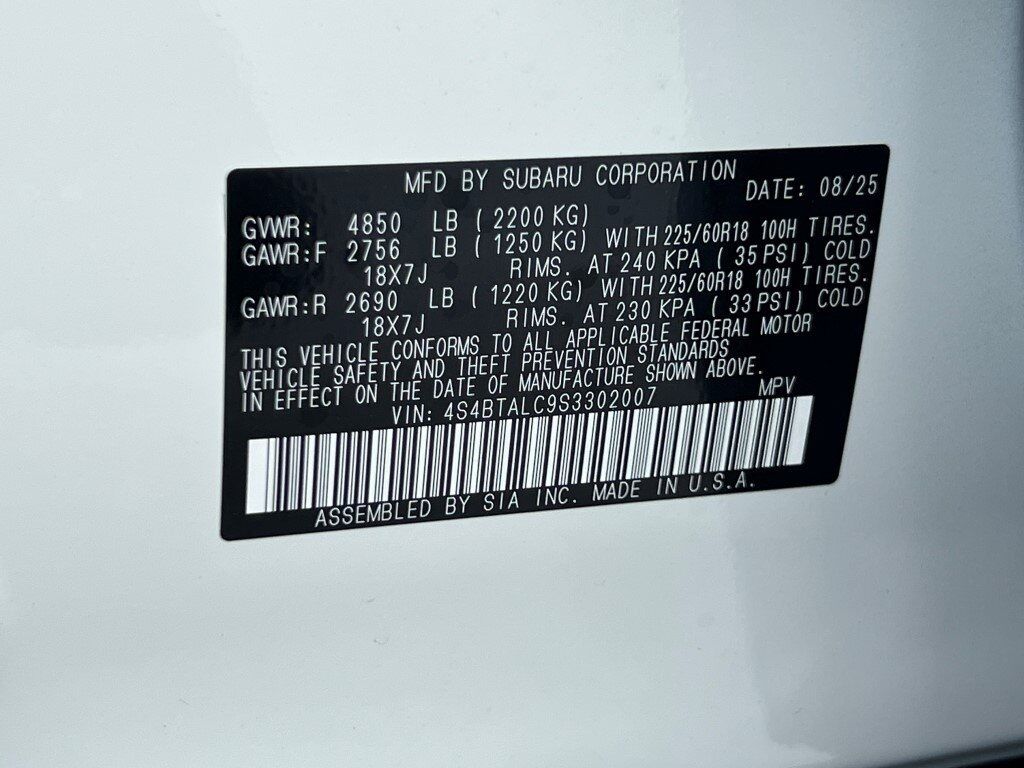 MFD BY SUBARU CORPORATION DATE: 08/25
GVWR: 4850 LB ( 2200 KG)
GAWR:F 2756 LB ( 1250 KG) WITH 225/60R18 100H TIRES.
18X7J RIMS. AT 240 KPA ( 35 PSI) COLD
GAWR:R 2690 LB ( 1220 KG) WITH 225/60R18 100H TIRES.
18X7J RIMS. AT 230 KPA ( 33 PSI) COLD
THIS VEHICLE CONFORMS TO ALL APPLICABLE FEDERAL MOTOR
VEHICLE SAFETY AND THEFT PREVENTION STANDARDS
IN EFFECT ON THE DATE OF MANUFACTURE SHOWN ABOVE.
VIN: 4S4BTALC9S3302007 MPV
ASSEMBLED BY SIA INC. MADE IN U.S.A.